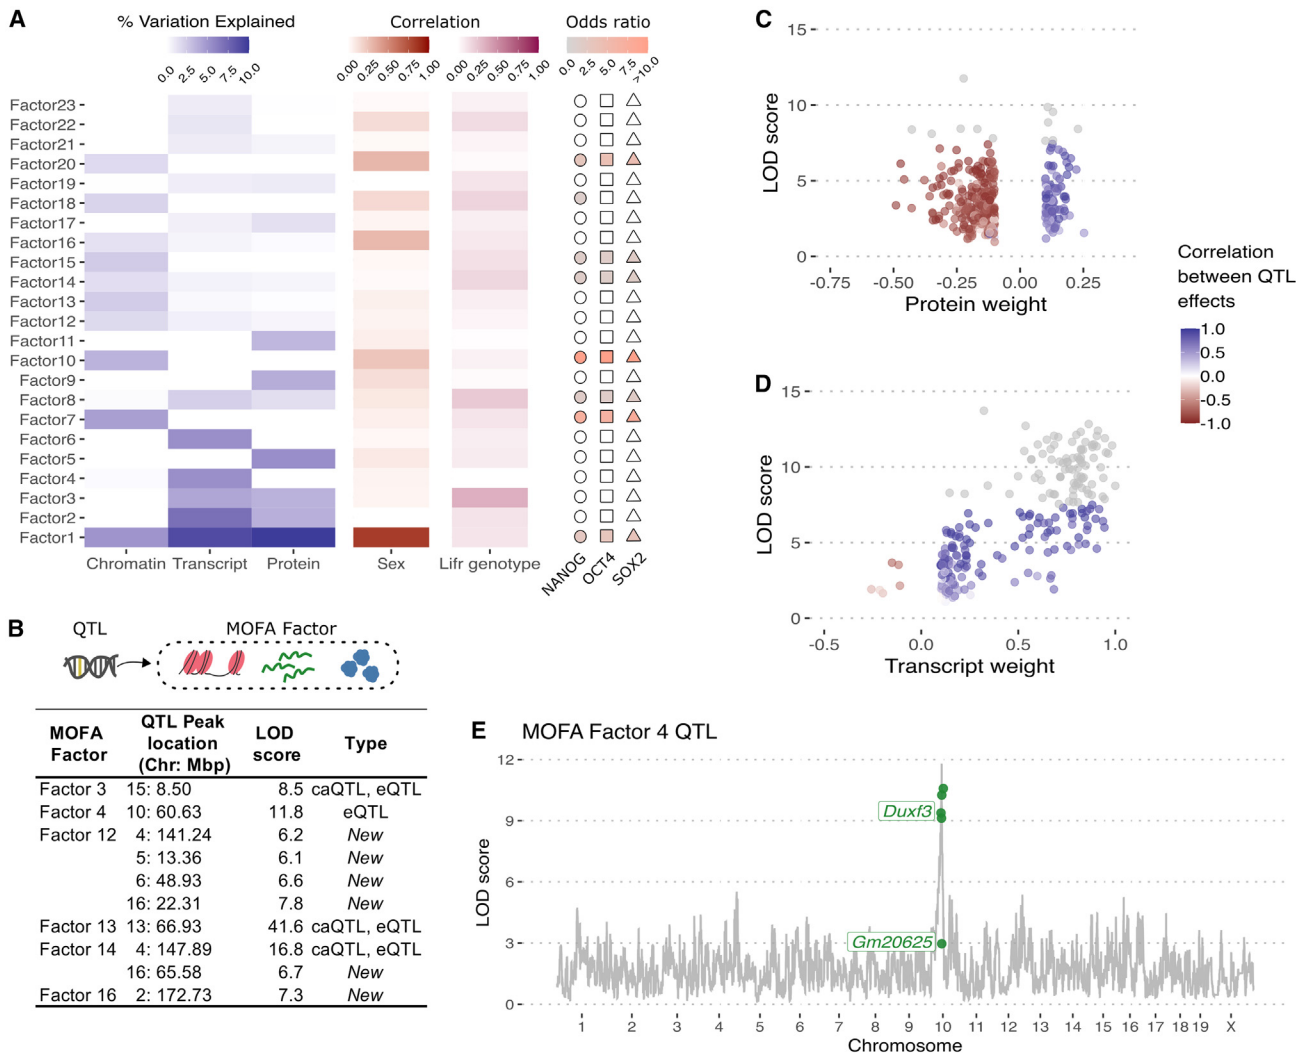 A
% Variation Explained
Correlation
Odds ratio
0.0 2.5 5.0 7.5 10.0
0.00 0.25 0.50 0.75 1.00
0.00 0.25 0.50 0.75 1.00
0.0 2.5 5.0 7.5 >10.0
Factor23
Factor22
Factor21
Factor20
Factor19
Factor18
Factor17
Factor16
Factor15
Factor14
Factor13
Factor12
Factor11
Factor10
Factor9
Factor8
Factor7
Factor6
Factor5
Factor4
Factor3
Factor2
Factor1
Chromatin Transcript Protein Sex Lifr genotype NANOG OCT4 SOX2
B
QTL
MOFA Factor
MOFA Factor QTL Peak location (Chr: Mbp) LOD score Type
Factor 3 15: 8.50 8.5 caQTL, eQTL
Factor 4 10: 60.63 11.8 eQTL
Factor 12 4: 141.24 6.2 New
5: 13.36 6.1 New
6: 48.93 6.6 New
16: 22.31 7.8 New
Factor 13 13: 66.93 41.6 caQTL, eQTL
Factor 14 4: 147.89 16.8 caQTL, eQTL
16: 65.58 6.7 New
Factor 16 2: 172.73 7.3 New
C
LOD score
15
10
5
0
-0.75 -0.50 -0.25 0.00 0.25
Protein weight
D
LOD score
15
10
5
0
-0.5 0.0 0.5 1.0
Transcript weight
Correlation
between QTL
effects
1.0
0.5
0.0
-0.5
-1.0
E
MOFA Factor 4 QTL
LOD score
12
9
6
3
0
Duxf3
Gm20625
1 2 3 4 5 6 7 8 9 10 11 12 13 14 15 16 17 18 19 X
Chromosome